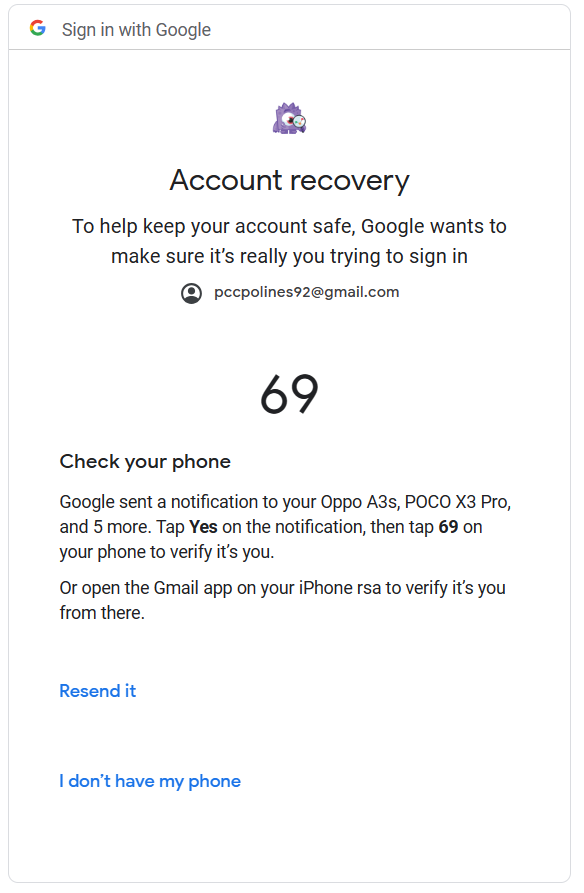 Sign in with Google
Account recovery
To help keep your account safe, Google wants to
make sure it’s really you trying to sign in
pccpolines92@gmail.com
69
Check your phone
Google sent a notification to your Oppo A3s, POCO X3 Pro,
and 5 more. Tap Yes on the notification, then tap 69 on
your phone to verify it’s you.
Or open the Gmail app on your iPhone rsa to verify it’s you
from there.
Resend it
I don’t have my phone